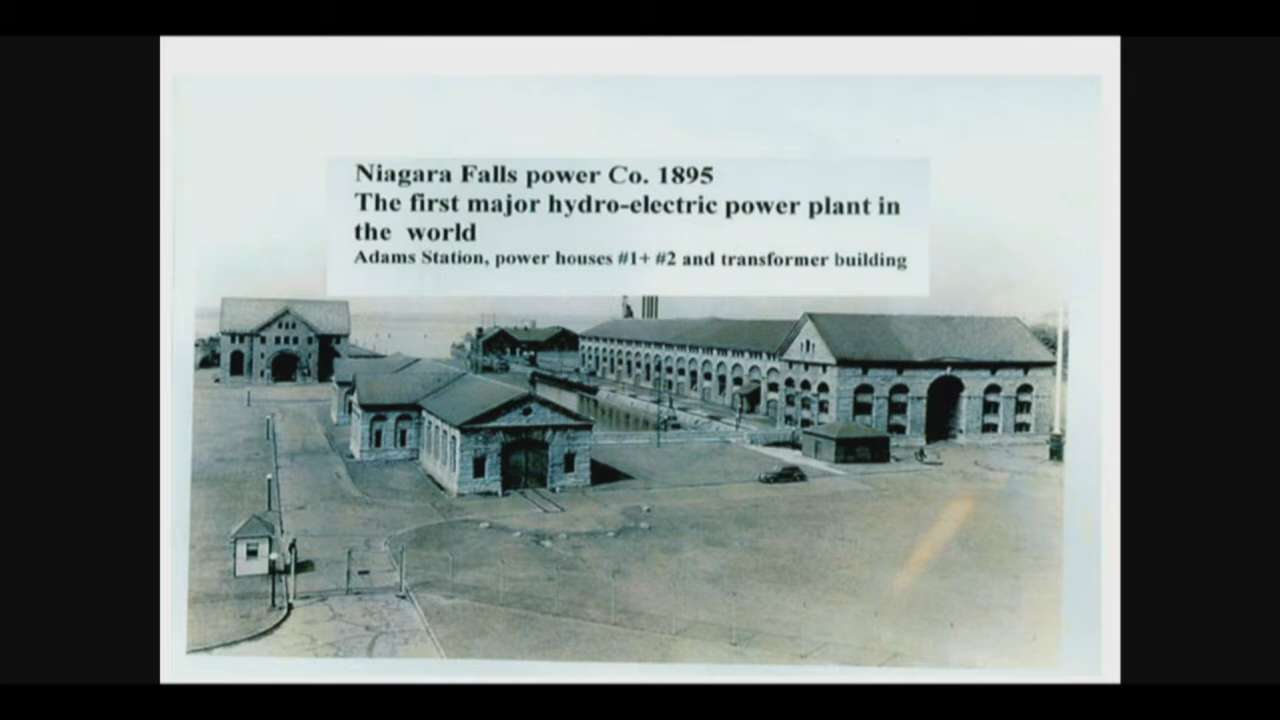 Niagara Falls power Co. 1895
The first major hydro-electric power plant in
the world
Adams Station, power houses #1+ #2 and transformer building